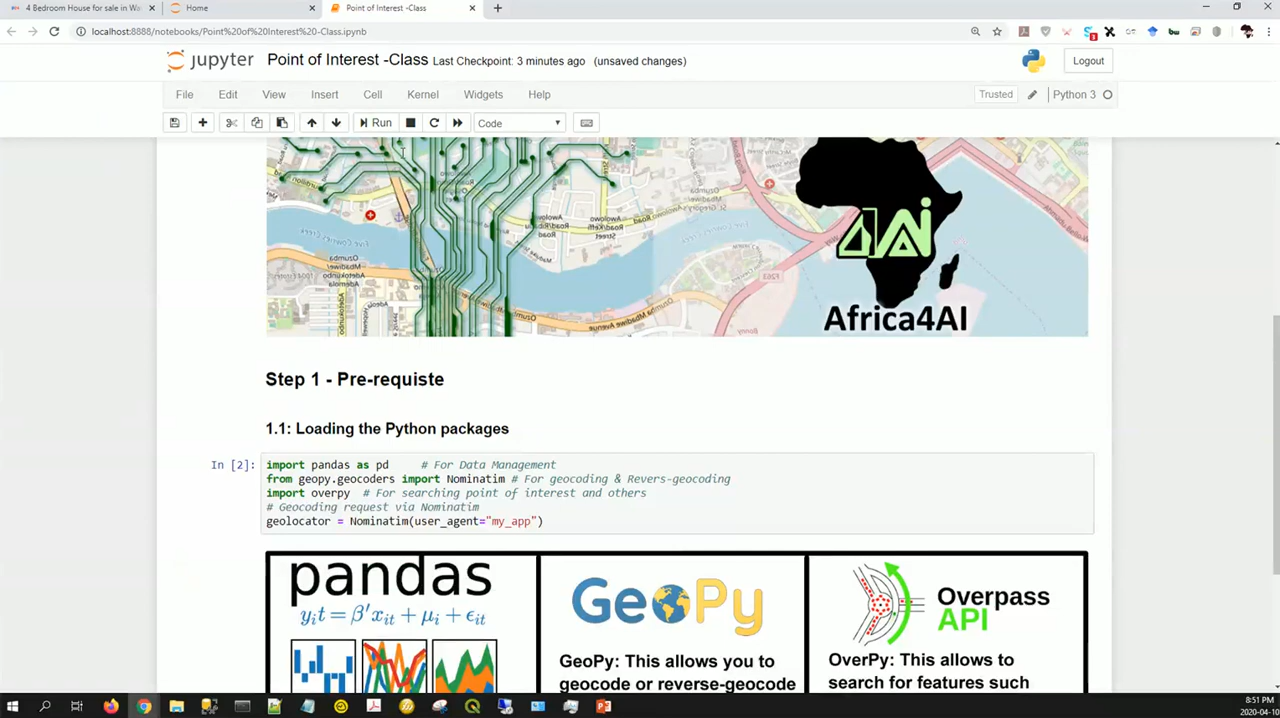 4 Bedroom House for sale in Wa
Home
Point of Interest -Class
localhost:8888/notebooks/Point%20of%20Interest%20-Class.ipynb
3
jupyter Point of Interest -Class Last Checkpoint: 3 minutes ago (unsaved changes)
Logout
File Edit View Insert Cell Kernel Widgets Help
Trusted
Python 3
Run
Code
Africa4AI
Step 1 - Pre-requiste
1.1: Loading the Python packages
In [2]:
import pandas as pd # For Data Management
from geopy.geocoders import Nominatim # For geocoding & Revers-geocoding
import overpy # For searching point of interest and others
# Geocoding request via Nominatim
geolocator = Nominatim(user_agent="my_app")
pandas
yᵢt = β′xᵢₜ + μᵢ + ϵᵢₜ
GeoPy
GeoPy: This allows you to
geocode or reverse-geocode
Overpass
API
OverPy: This allows to
search for features such
8:51 PM
2020-04-10